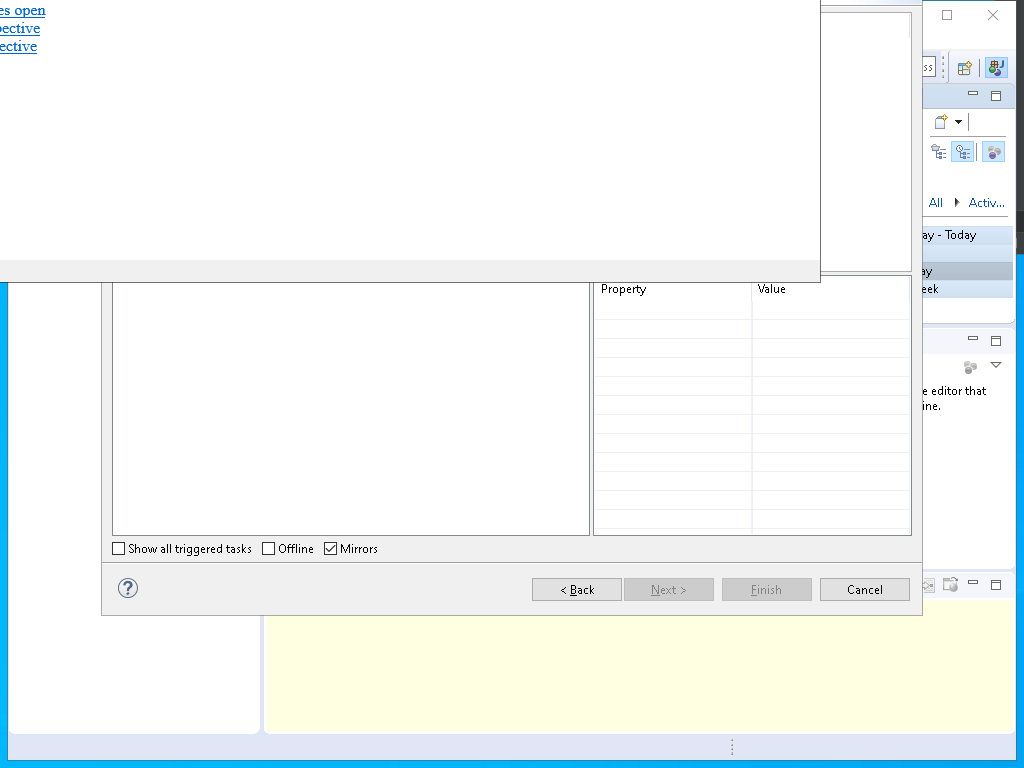 es open
pective
ective
ss
All
Activ...
ay - Today
ay
eek
Property
Value
e editor that
ine.
Show all triggered tasks
Offline
Mirrors
?
< Back
Next >
Finish
Cancel